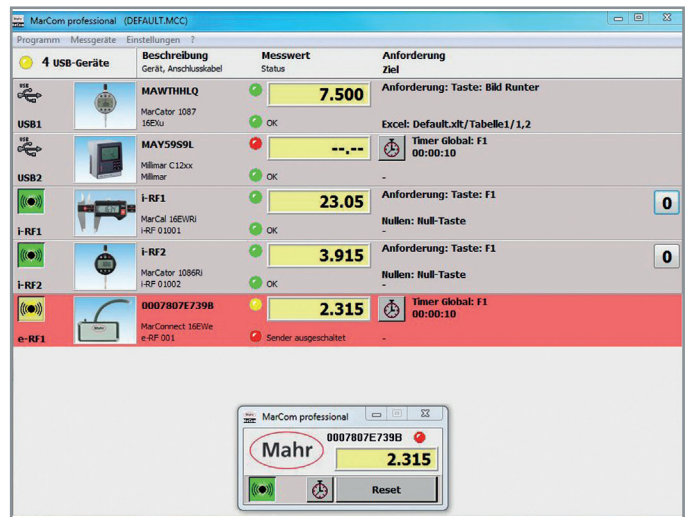 MarCom professional (DEFAULT.MCC)
Programm Messgeräte Einstellungen ?
4 USB-Geräte
Beschreibung
Gerät, Anschlusskabel
Messwert
Status
Anforderung
Ziel
USB
USB1
MAWTHHLQ
MarCator 1087
16EXu
7.500
OK
Anforderung: Taste: Bild Runter
Excel: Default.xlt/Tabelle1/1,2
USB
USB2
MAY59S9L
Millimar C12xx
Millimar
--.--
OK
Timer Global: F1
00:00:10
-
i-RF1
i-RF1
MarCal 16EWRi
i-RF 01001
23.05
OK
Anforderung: Taste: F1
Nullen: Null-Taste
-
0
i-RF2
i-RF2
MarCator 1086Ri
i-RF 01002
3.915
OK
Anforderung: Taste: F1
Nullen: Null-Taste
-
0
e-RF1
0007807E739B
MarConnect 16EWe
e-RF 001
2.315
Sender ausgeschaltet
Timer Global: F1
00:00:10
-
MarCom professional
Mahr
0007807E739B
2.315
Reset